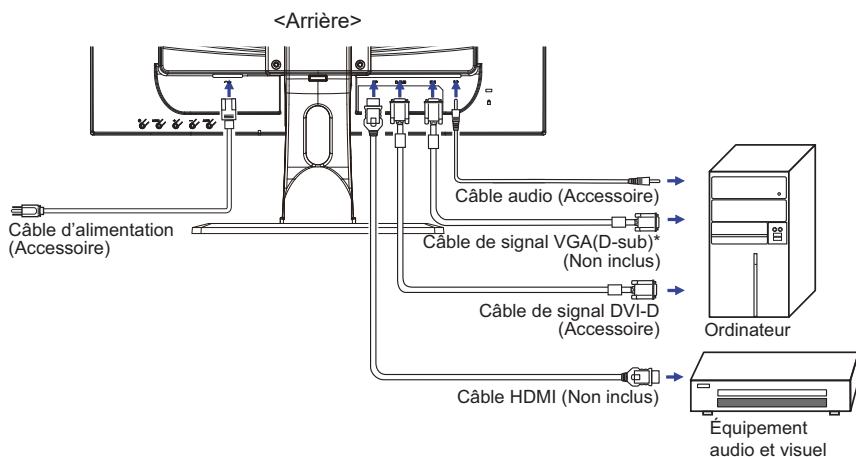 <Arrière>
Câble audio (Accessoire)
Câble d'alimentation
(Accessoire)
Câble de signal VGA(D-sub)*
(Non inclus)
Câble de signal DVI-D
(Accessoire)
Ordinateur
Câble HDMI (Non inclus)
Équipement
audio et visuel